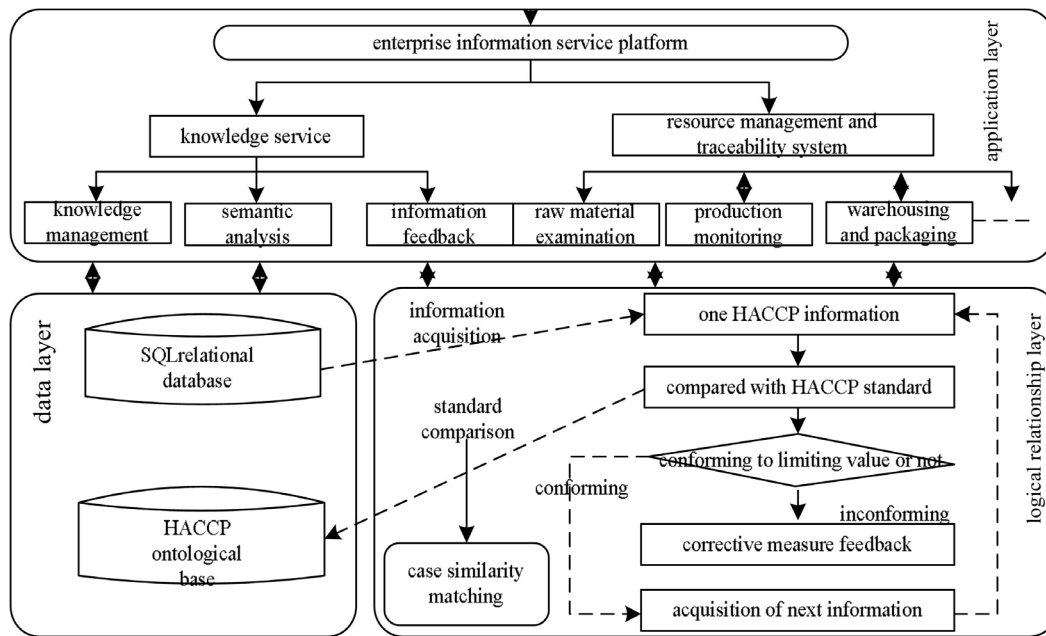 enterprise information service platform
application layer
knowledge service
resource management and
traceability system
knowledge
management
semantic
analysis
information
feedback
raw material
examination
production
monitoring
warehousing
and packaging
data layer
SQLrelational
database
HACCP
ontological
base
information
acquisition
one HACCP information
logical relationship layer
compared with HACCP standard
standard
comparison
conforming to limiting value or not
conforming
inconforming
corrective measure feedback
case similarity
matching
acquisition of next information